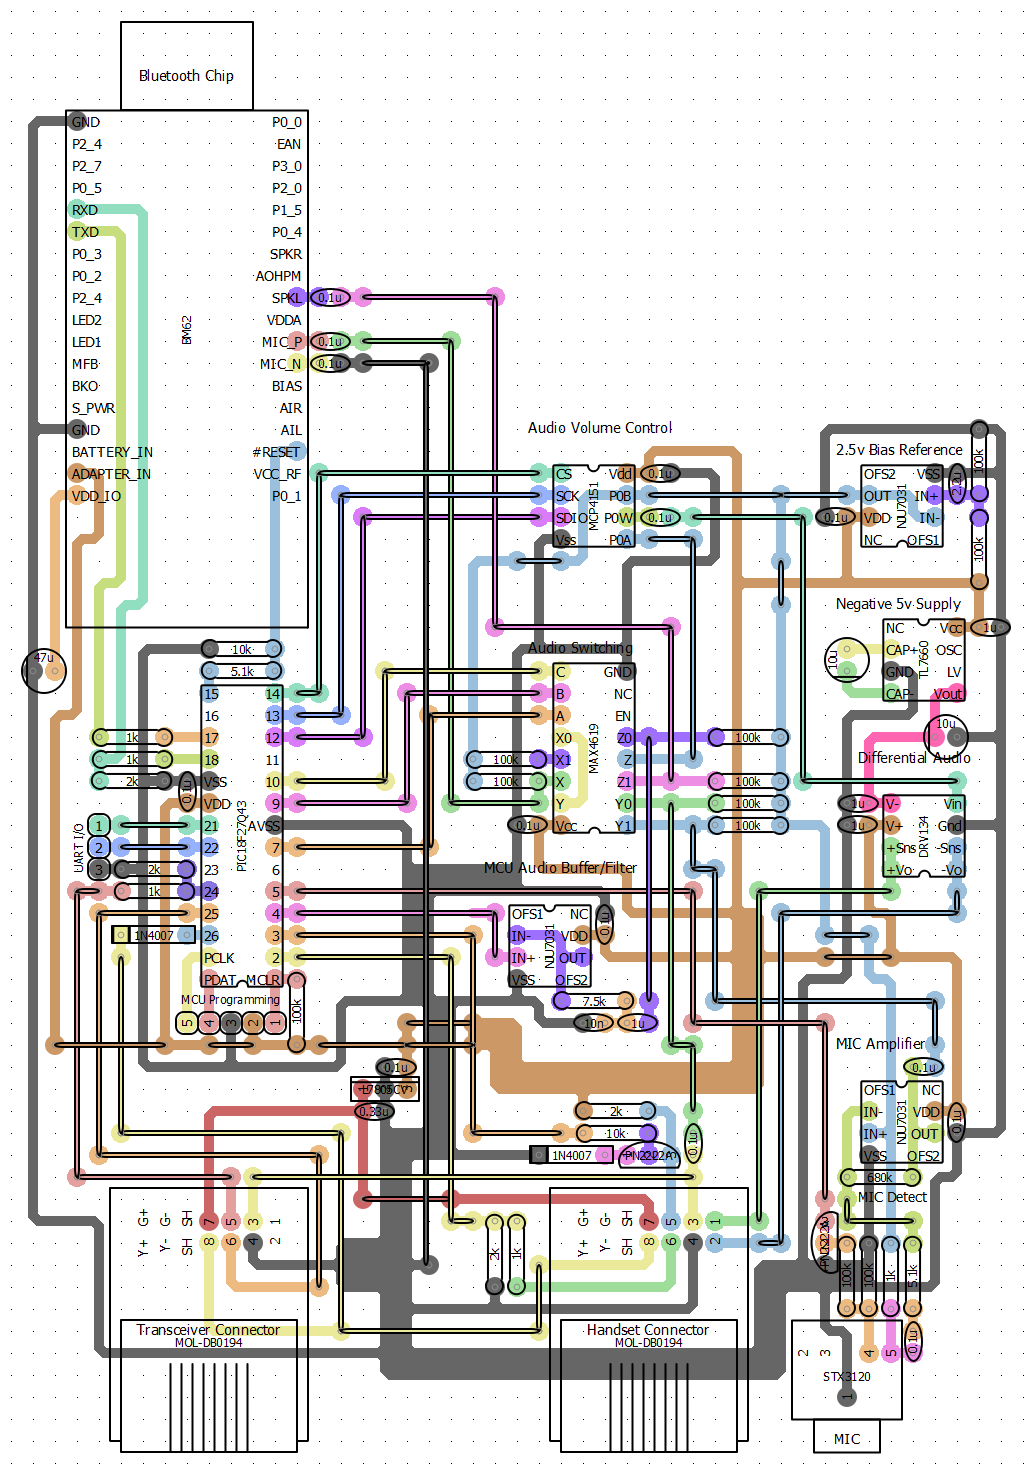 Bluetooth Chip
GND P0_0
P2_4 EAN
P2_7 P3_0
P0_5 P2_0
RXD P1_5
TXD P0_4
P0_3 SPKR
P0_2 AOHPM
P2_4 SPKL 0.1u
LED2 VDDA
BM62
LED1 MIC_P 0.1u
MFB MIC_N 0.1u
BKO BIAS
S_PWR AIR
GND AIL
BATTERY_IN #RESET
ADAPTER_IN VCC_RF
VDD_IO P0_1
Audio Volume Control
CS Vdd 0.1u
SCK P0B
SDIO P0W 0.1u
Vss P0A
MCP4151
2.5v Bias Reference
OFS2 VSS
OUT IN+
VDD IN-
NC OFS1
NJU7031
0.1u
100k
100k
Negative 5v Supply
NC Vcc 1u
CAP+ OSC
GND LV
CAP- Vout
TL7660
10u
10u
47u
10k
5.1k
15 14
16 13
17 12
18 11
VSS 10
VDD 9
21 AVSS
22 7
23 6
24 5
25 4
26 3
PCLK 2
PDAT MCLR
PIC18F27Q43
1k
1k
2k
0.1u
UART I/O
1
2
3
2k
1k
1N4007
MCU Programming
5 4 3 2 1
100k
Audio Switching
C GND
B NC
A EN
X0 Z0
X1 Z
X Z1
Y Y0
Vcc Y1
MAX4619
100k
100k
0.1u
100k
100k
100k
100k
Differential Audio
V- Vin
V+ Gnd
+Sns -Sns
+Vo -Vo
DRV134
1u
1u
MCU Audio Buffer/Filter
OFS1 NC
IN- VDD
IN+ OUT
VSS OFS2
NJU7031
0.1u
7.5k
10n 1u
0.1u
0.33u
2k
10k
1N4007
0.1u
MIC Amplifier
0.1u
OFS1 NC
IN- VDD
IN+ OUT
VSS OFS2
NJU7031
0.1u
680k
MIC Detect
100k
100k
1k
5.1k
0.1u
2 3 4 5
STX3120
1
MIC
Y+ G+
Y- G-
SH SH
7 5 3 1
8 6 4 2
Transceiver Connector
MOL-DB0194
2k
1k
Y+ G+
Y- G-
SH SH
7 5 3 1
8 6 4 2
Handset Connector
MOL-DB0194